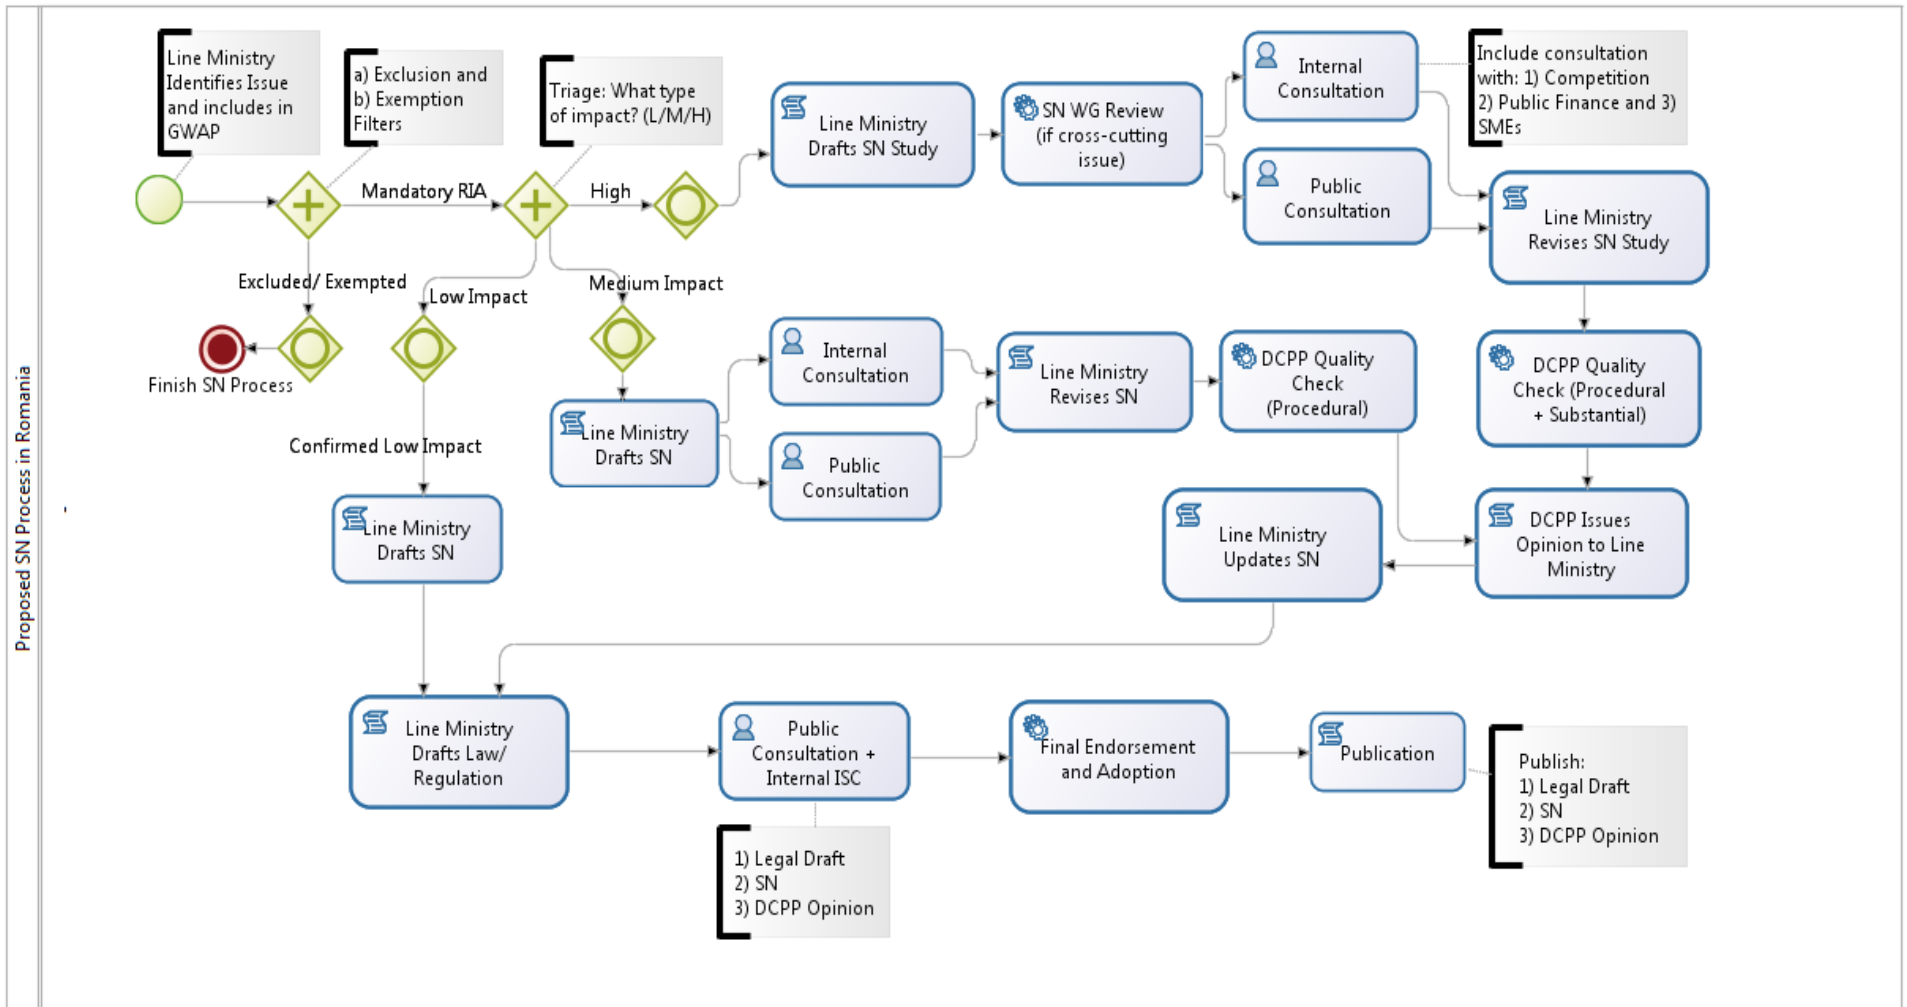 Proposed SN Process in Romania
Line Ministry
Identifies Issue
and includes in
GWAP
a) Exclusion and
b) Exemption
Filters
Triage: What type
of impact? (L/M/H)
Line Ministry
Drafts SN Study
SN WG Review
(if cross-cutting
issue)
Internal
Consultation
Include consultation
with: 1) Competition
2) Public Finance and 3)
SMEs
Public
Consultation
Line Ministry
Revises SN Study
Mandatory RIA
High
Excluded/ Exempted
Low Impact
Medium Impact
Finish SN Process
Confirmed Low Impact
Line Ministry
Drafts SN
Internal
Consultation
Public
Consultation
Line Ministry
Revises SN
DCPP Quality
Check
(Procedural)
DCPP Quality
Check (Procedural
+ Substantial)
Line Ministry
Drafts SN
Line Ministry
Updates SN
DCPP Issues
Opinion to Line
Ministry
Line Ministry
Drafts Law/
Regulation
Public
Consultation +
Internal ISC
Final Endorsement
and Adoption
Publication
Publish:
1) Legal Draft
2) SN
3) DCPP Opinion
1) Legal Draft
2) SN
3) DCPP Opinion